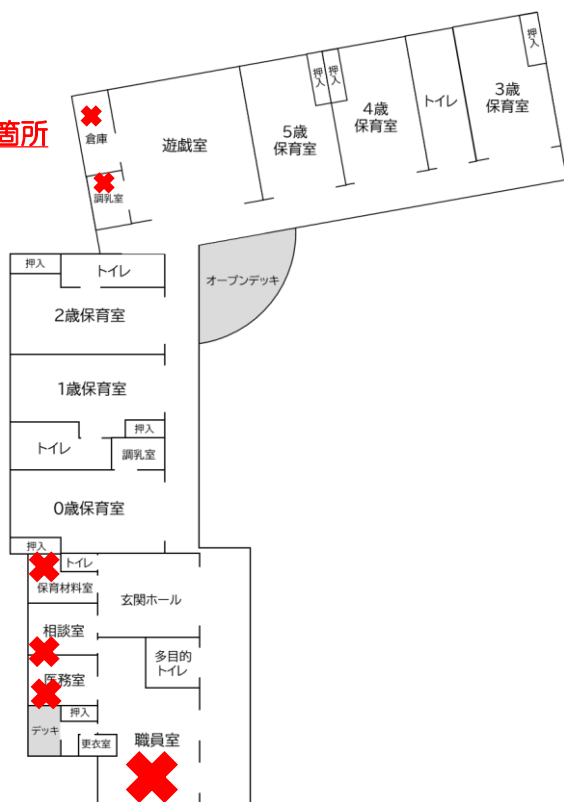 箇所
倉庫
調乳室
遊戯室
5歳
保育室
押入
押入
4歳
保育室
トイレ
3歳
保育室
押入
オープンデッキ
押入
トイレ
2歳保育室
1歳保育室
押入
トイレ
調乳室
0歳保育室
押入
トイレ
保育材料室
玄関ホール
相談室
多目的
トイレ
医務室
デッキ
押入
更衣室
職員室